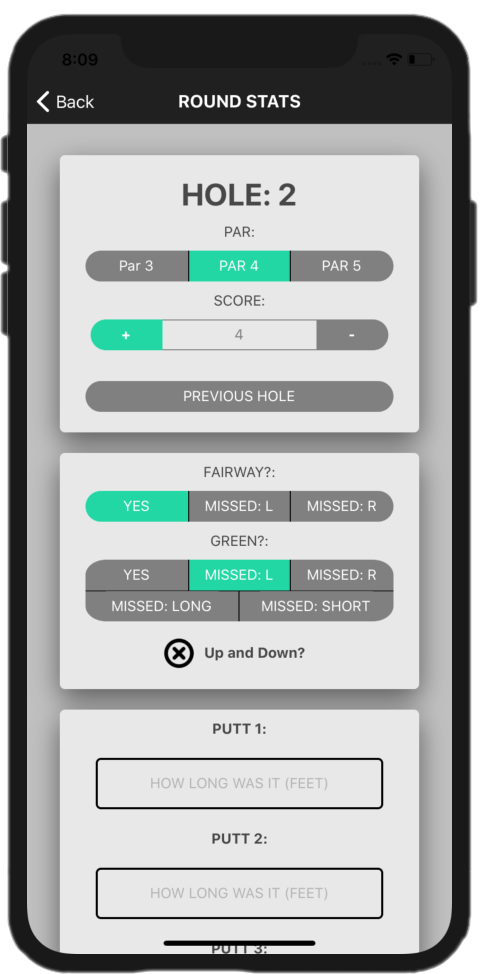 8:09
Back ROUND STATS
HOLE: 2
PAR:
Par 3 PAR 4 PAR 5
SCORE:
+ 4 -
PREVIOUS HOLE
FAIRWAY?:
YES MISSED: L MISSED: R
GREEN?:
YES MISSED: L MISSED: R
MISSED: LONG MISSED: SHORT
Up and Down?
PUTT 1:
HOW LONG WAS IT (FEET)
PUTT 2:
HOW LONG WAS IT (FEET)
PUTT 3: